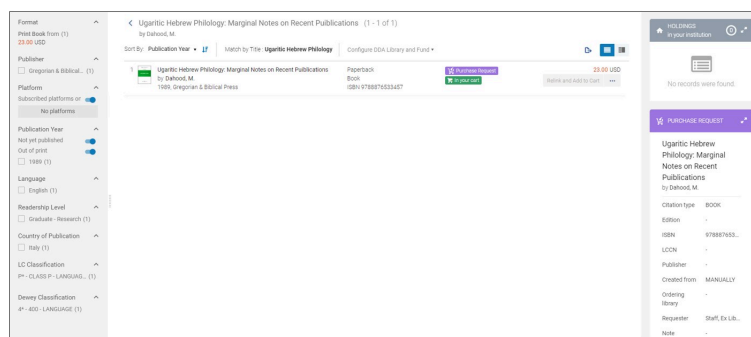 Format
Print Book from (1)
23.00 USD
Publisher
Gregorian & Biblical... (1)
Platform
Subscribed platforms or
No platforms
Publication Year
Not yet published
Out of print
1989 (1)
Language
English (1)
Readership Level
Graduate - Research (1)
Country of Publication
Italy (1)
LC Classification
P* - CLASS P - LANGUAG... (1)
Dewey Classification
4* - 400 - LANGUAGE (1)
Ugaritic Hebrew Philology: Marginal Notes on Recent Publications (1 - 1 of 1)
by Dahood, M.
Sort By: Publication Year
Match by Title : Ugaritic Hebrew Philology
Configure DDA Library and Fund
1 Ugaritic Hebrew Philology: Marginal Notes on Recent Publications
by Dahood, M.
1989, Gregorian & Biblical Press
Paperback
Book
ISBN 9788876533457
Purchase Request
In your cart
23.00 USD
Relink and Add to Cart
HOLDINGS
in your institution
0
No records were found.
PURCHASE REQUEST
Ugaritic Hebrew
Philology: Marginal
Notes on Recent
Puiblications
by Dahood, M.
Citation type BOOK
Edition -
ISBN 978887653...
LCCN -
Publisher -
Created from MANUALLY
Ordering library -
Requester Staff, Ex Lib...
Note -